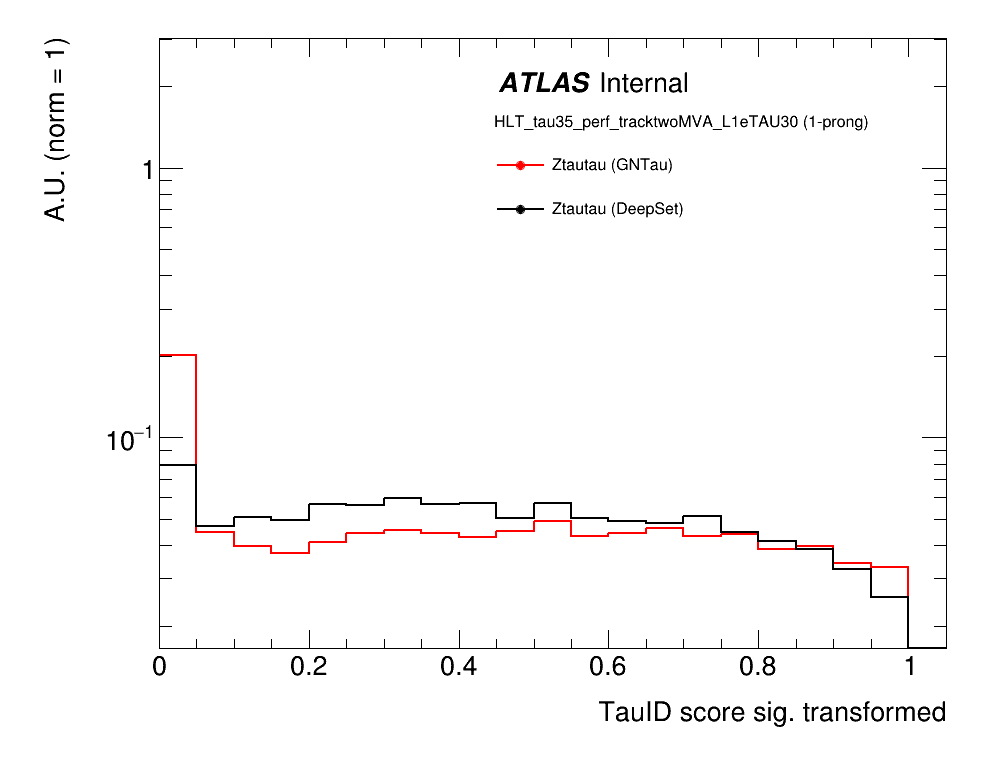 A.U. (norm = 1)
ATLAS Internal
HLT_tau35_perf_tracktwoMVA_L1eTAU30 (1-prong)
Ztautau (GNTau)
Ztautau (DeepSet)
1
10⁻¹
0 0.2 0.4 0.6 0.8 1
TauID score sig. transformed